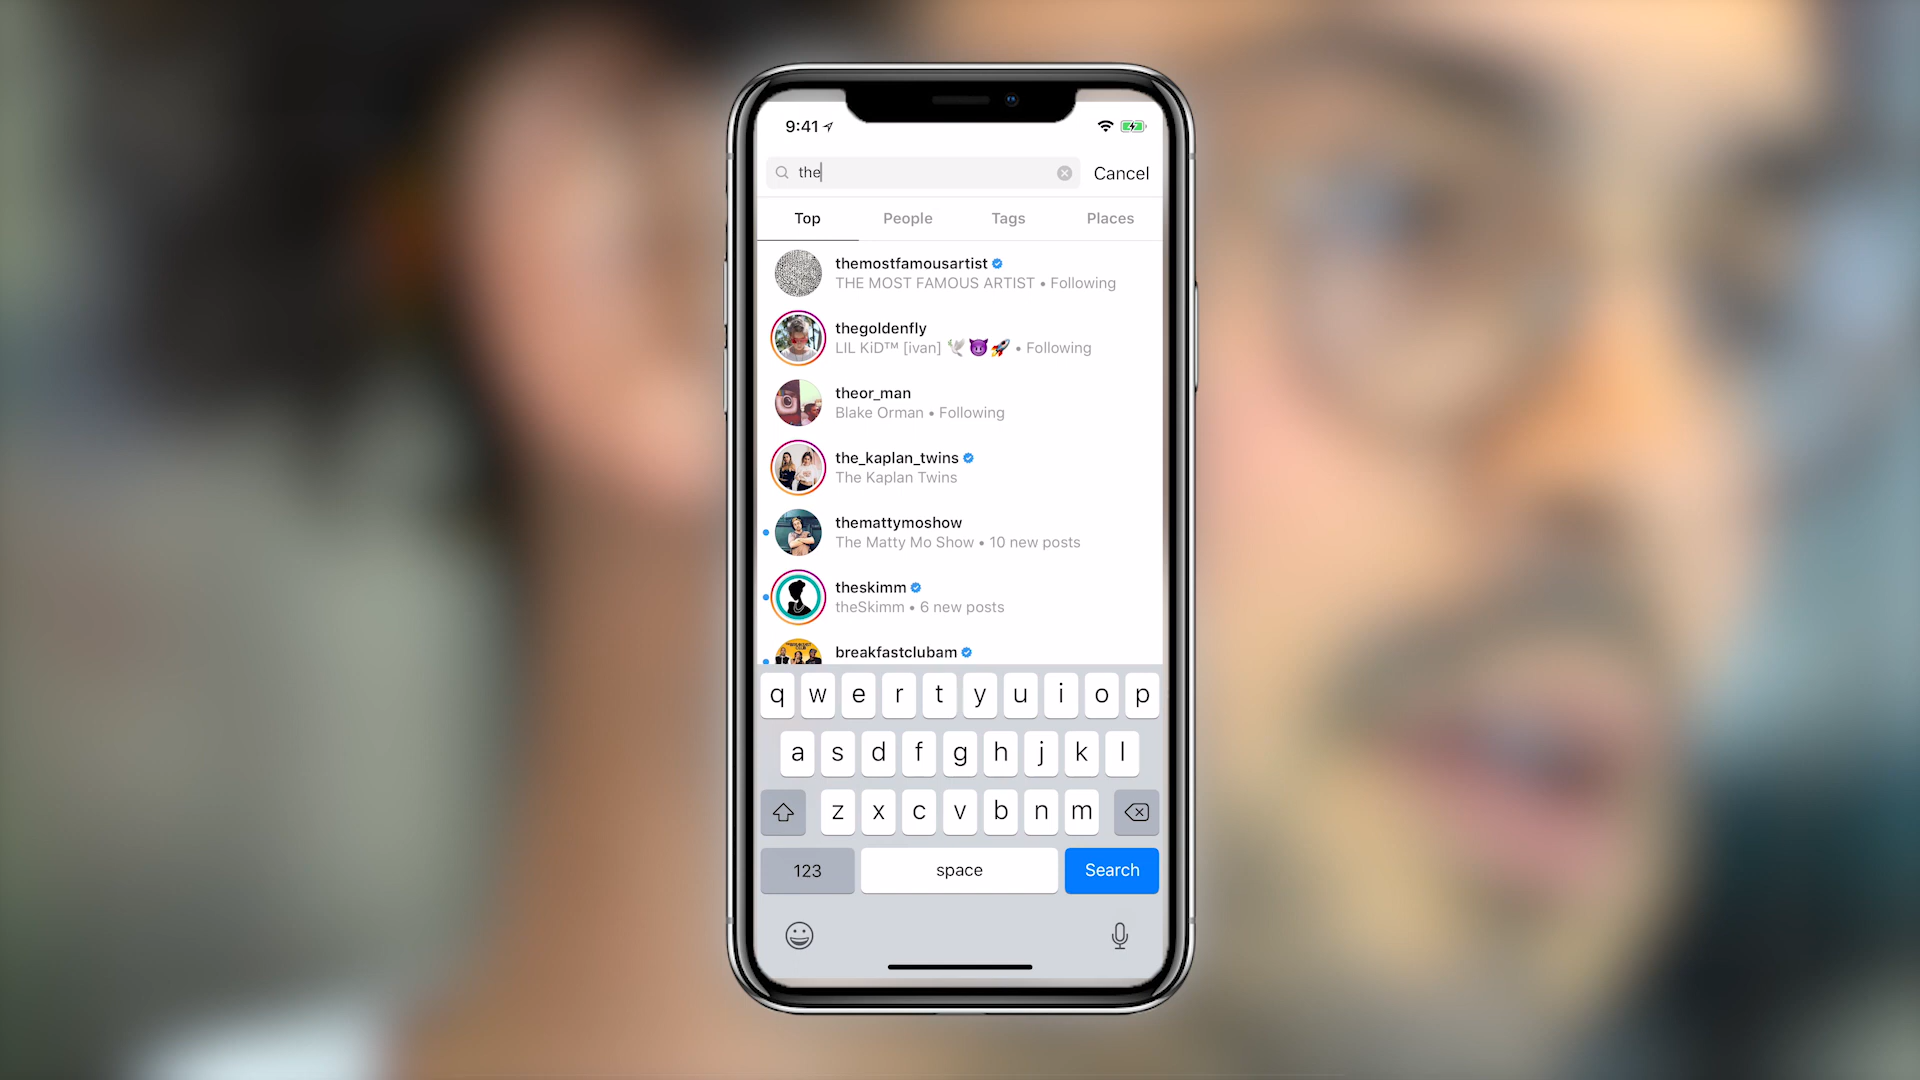 9:41
the
Cancel
Top People Tags Places
themostfamousartist
THE MOST FAMOUS ARTIST • Following
thegoldenfly
LIL KiD™ [ivan] 🕊️😈🚀 • Following
theor_man
Blake Orman • Following
the_kaplan_twins
The Kaplan Twins
themattymoshow
The Matty Mo Show • 10 new posts
theskimm
theSkimm • 6 new posts
breakfastclubam
q w e r t y u i o p
a s d f g h j k l
z x c v b n m
123 space Search